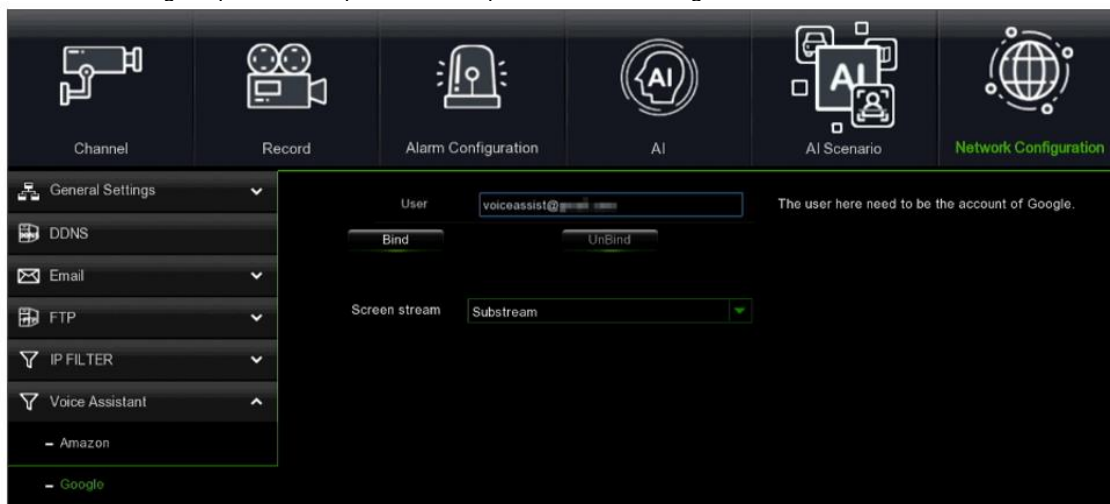 AI
AI
Channel
Record
Alarm Configuration
AI
AI Scenario
Network Configuration
General Settings
User
voiceassist@
The user here need to be the account of Google.
DDNS
Bind
UnBind
Email
FTP
Screen stream
Substream
IP FILTER
Voice Assistant
Amazon
Google